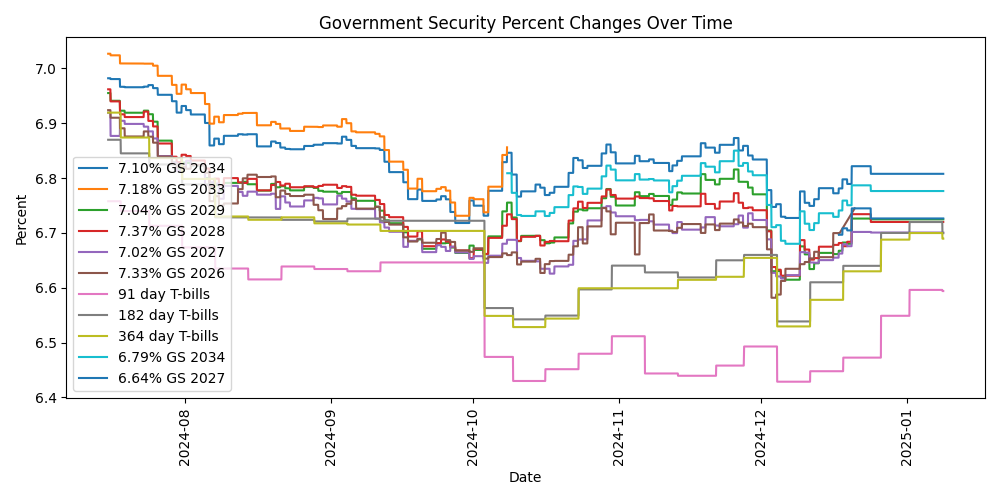 Government Security Percent Changes Over Time
Percent
7.0
6.9
6.8
6.7
6.6
6.5
6.4
7.10% GS 2034
7.18% GS 2033
7.04% GS 2029
7.37% GS 2028
7.02% GS 2027
7.33% GS 2026
91 day T-bills
182 day T-bills
364 day T-bills
6.79% GS 2034
6.64% GS 2027
2024-08
2024-09
2024-10
2024-11
2024-12
2025-01
Date